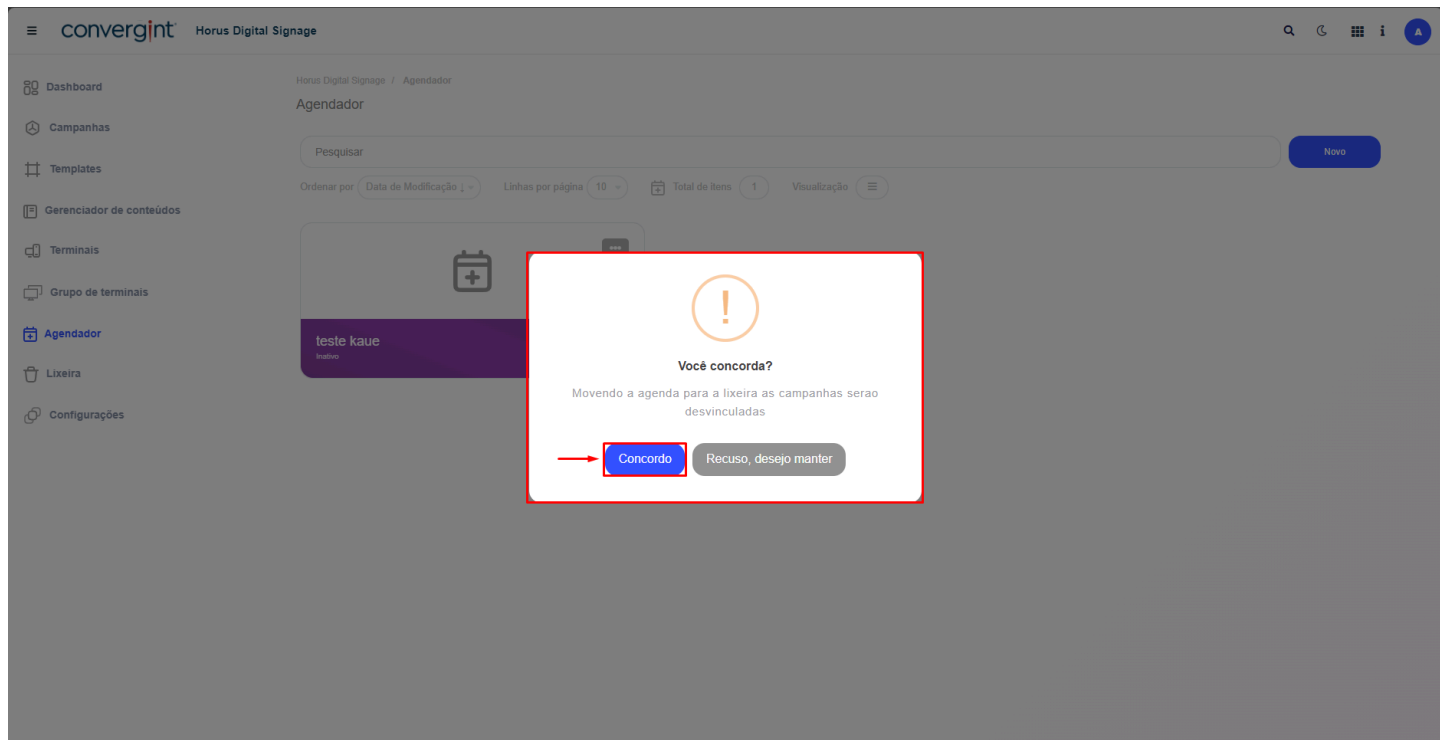 convergint Horus Digital Signage
A
Dashboard
Campanhas
Templates
Gerenciador de conteúdos
Terminais
Grupo de terminais
Agendador
Lixeira
Configurações
Horus Digital Signage / Agendador
Agendador
Pesquisar
Novo
Ordenar por Data de Modificação ↓ Linhas por página 10 Total de itens 1 Visualização
teste kaue
Inativo
!
Você concorda?
Movendo a agenda para a lixeira as campanhas serao
desvinculadas
Concordo Recuso, desejo manter